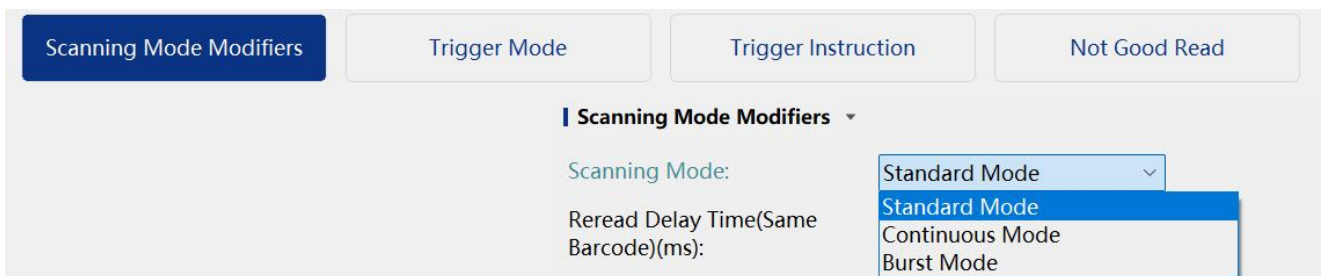 Scanning Mode Modifiers
Trigger Mode
Trigger Instruction
Not Good Read
Scanning Mode Modifiers
Scanning Mode:
Standard Mode
Standard Mode
Reread Delay Time(Same
Barcode)(ms):
Continuous Mode
Burst Mode